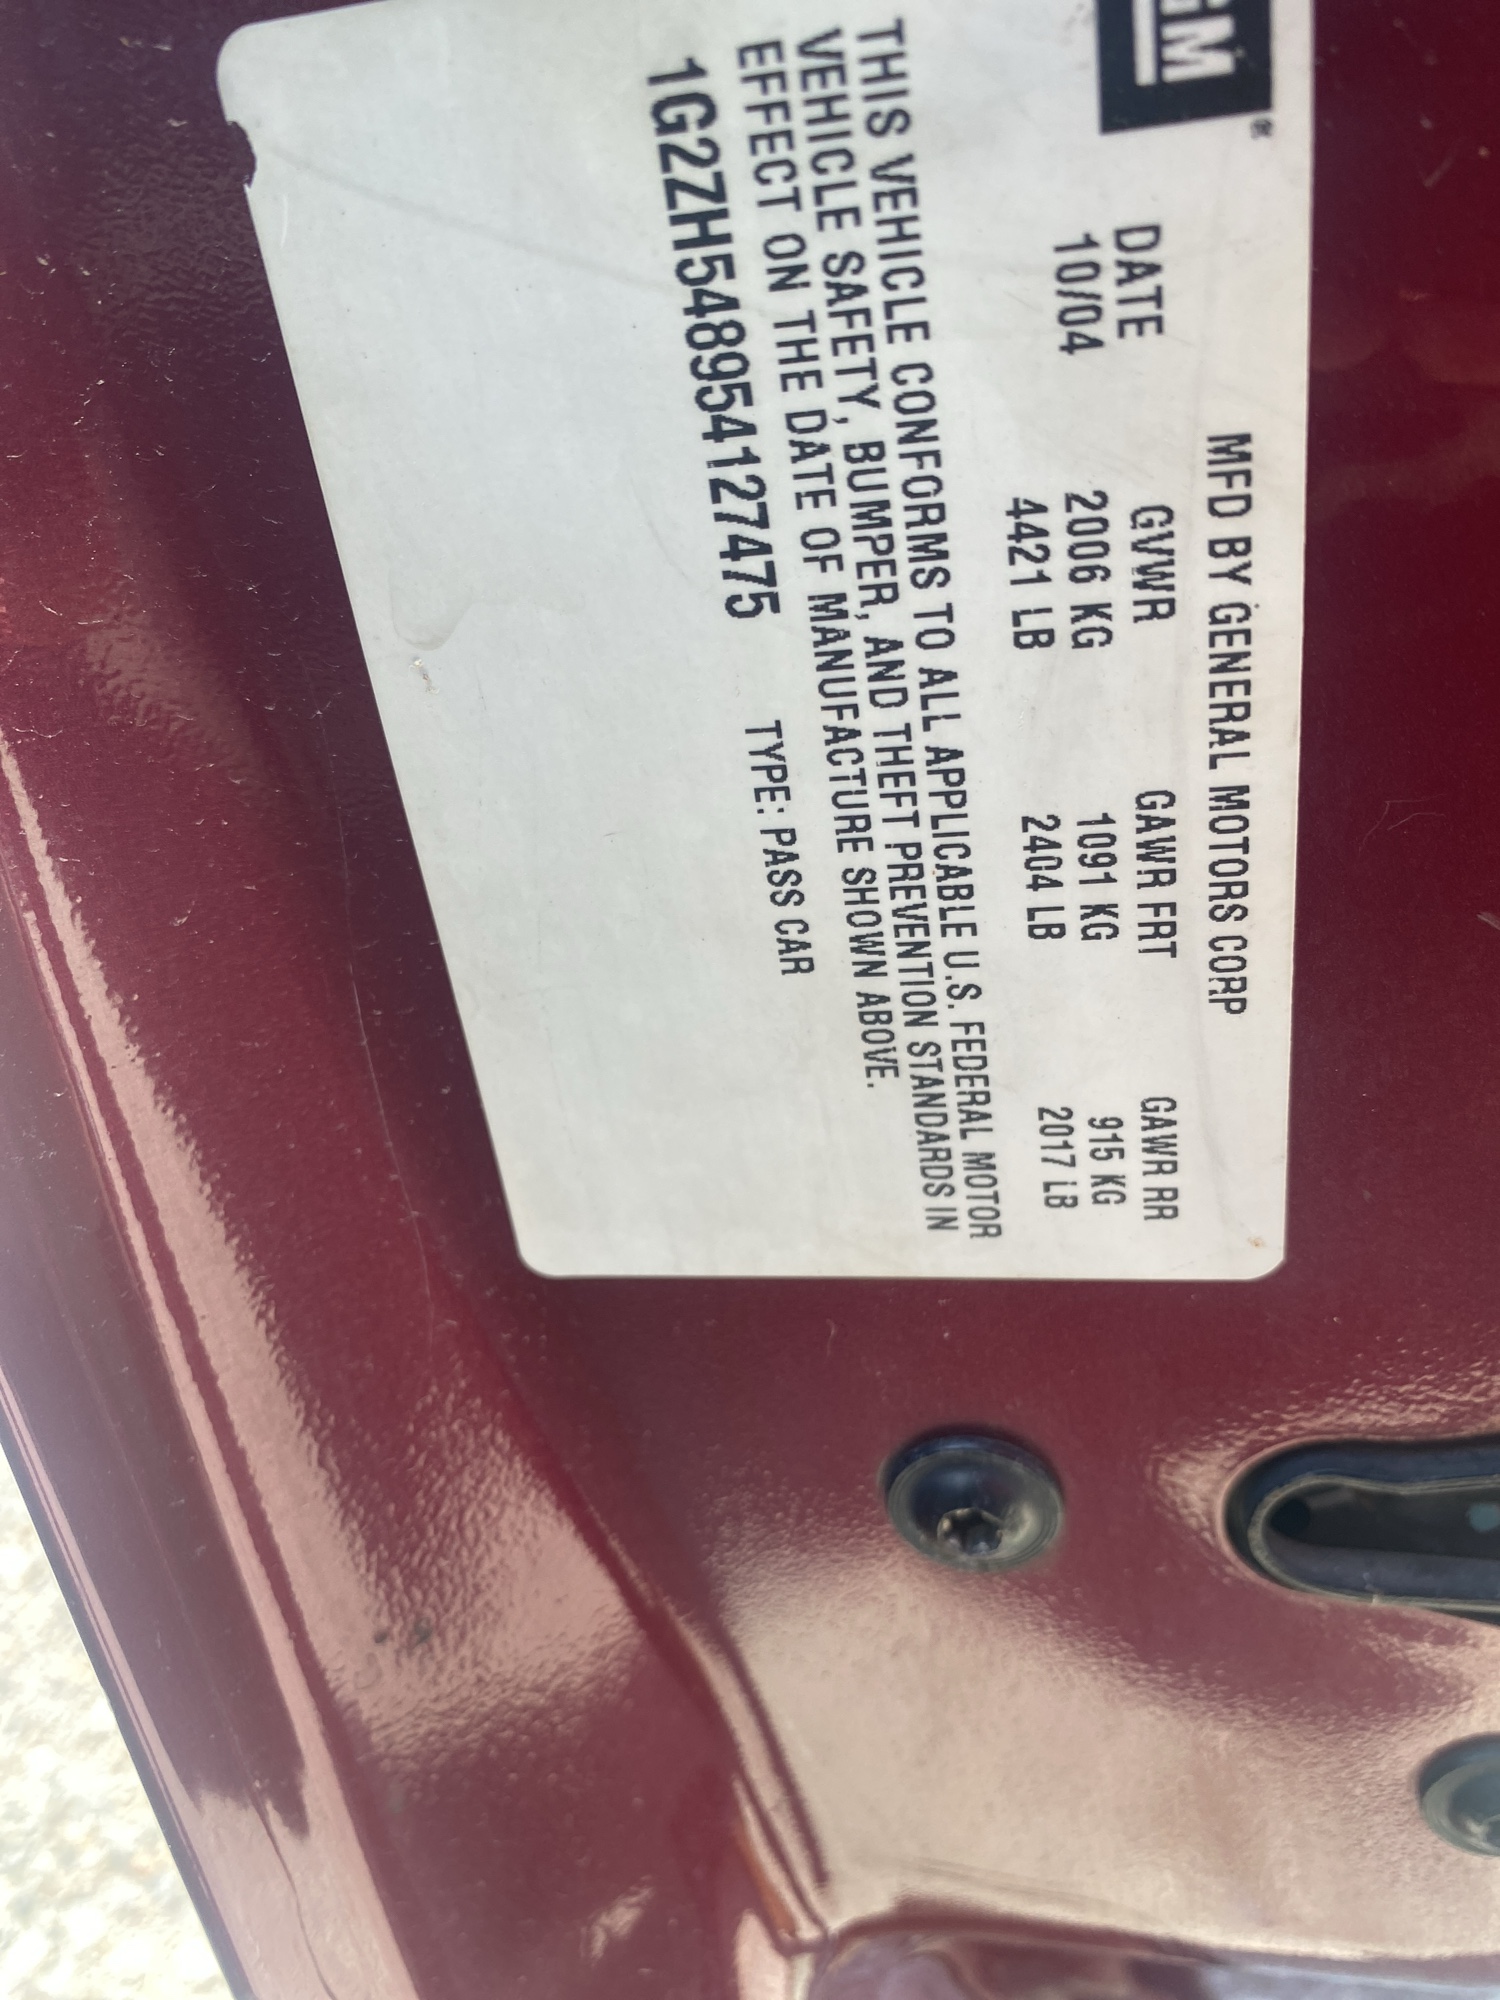 GM®
MFD BY GENERAL MOTORS CORP
DATE GVWR GAWR FRT GAWR RR
10/04 2006 KG 1091 KG 915 KG
4421 LB 2404 LB 2017 LB
THIS VEHICLE CONFORMS TO ALL APPLICABLE U.S. FEDERAL MOTOR
VEHICLE SAFETY, BUMPER, AND THEFT PREVENTION STANDARDS IN
EFFECT ON THE DATE OF MANUFACTURE SHOWN ABOVE.
1G2ZH548954127475 TYPE: PASS CAR